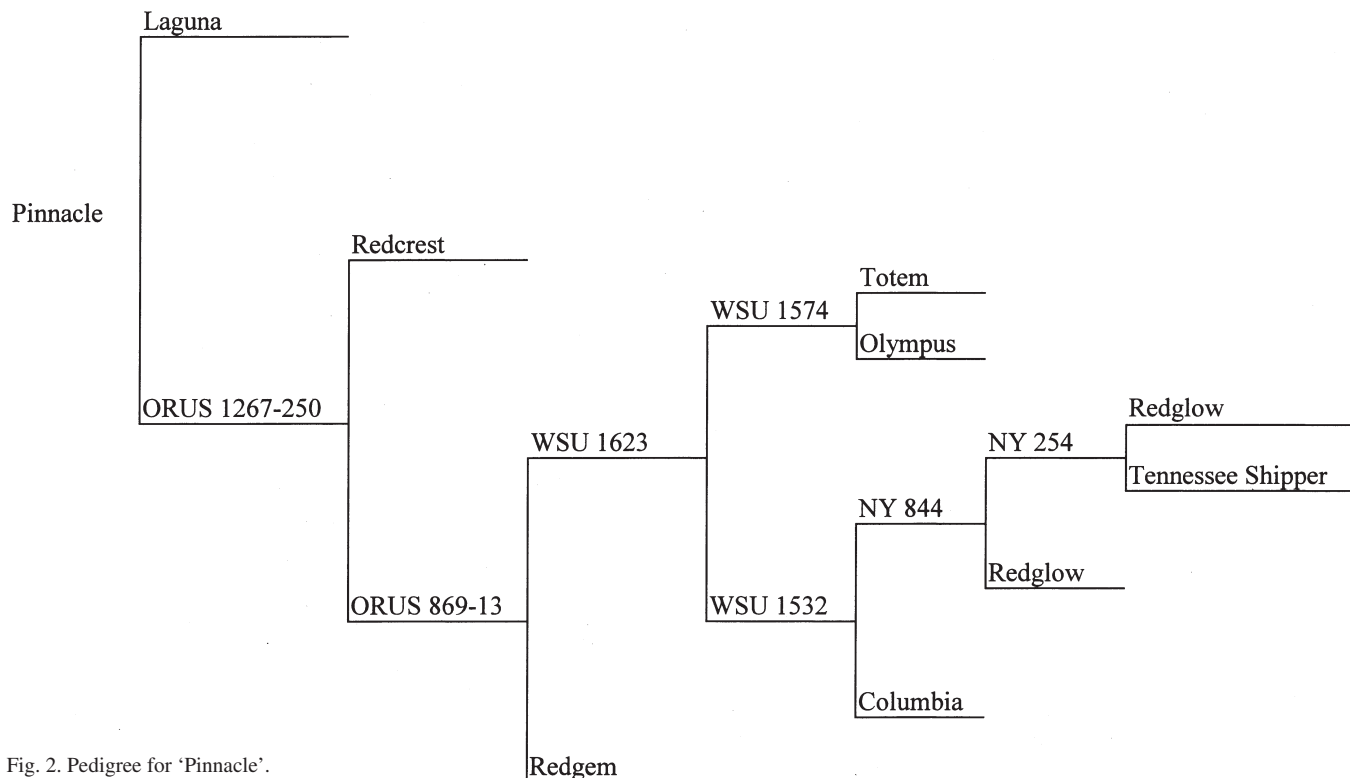 Laguna
Pinnacle
Redcrest
Totem
WSU 1574
Olympus
ORUS 1267-250
Redglow
WSU 1623
NY 254
Tennessee Shipper
NY 844
Redglow
ORUS 869-13
WSU 1532
Columbia
Fig. 2. Pedigree for ‘Pinnacle’.
Redgem